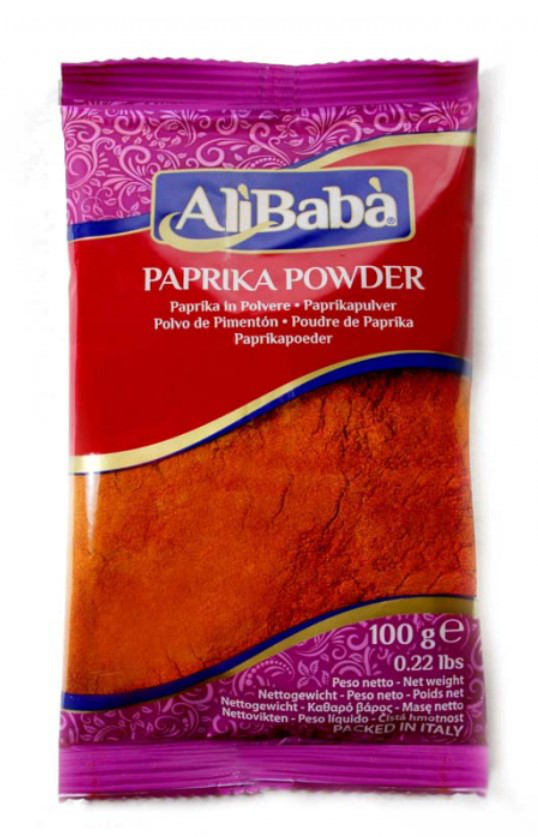 AlìBabà®
PAPRIKA POWDER
Paprika in Polvere • Paprikapulver
Polvo de Pimentón • Poudre de Paprika
Paprikapoeder
100 g ℮
0.22 lbs
Peso netto - Net weight
Nettogewicht - Peso neto - Poids net
Nettogewicht - Καθαρό βάρος - Masę netto
Nettovikten - Peso líquido - Čistá hmotnost
PACKED IN ITALY